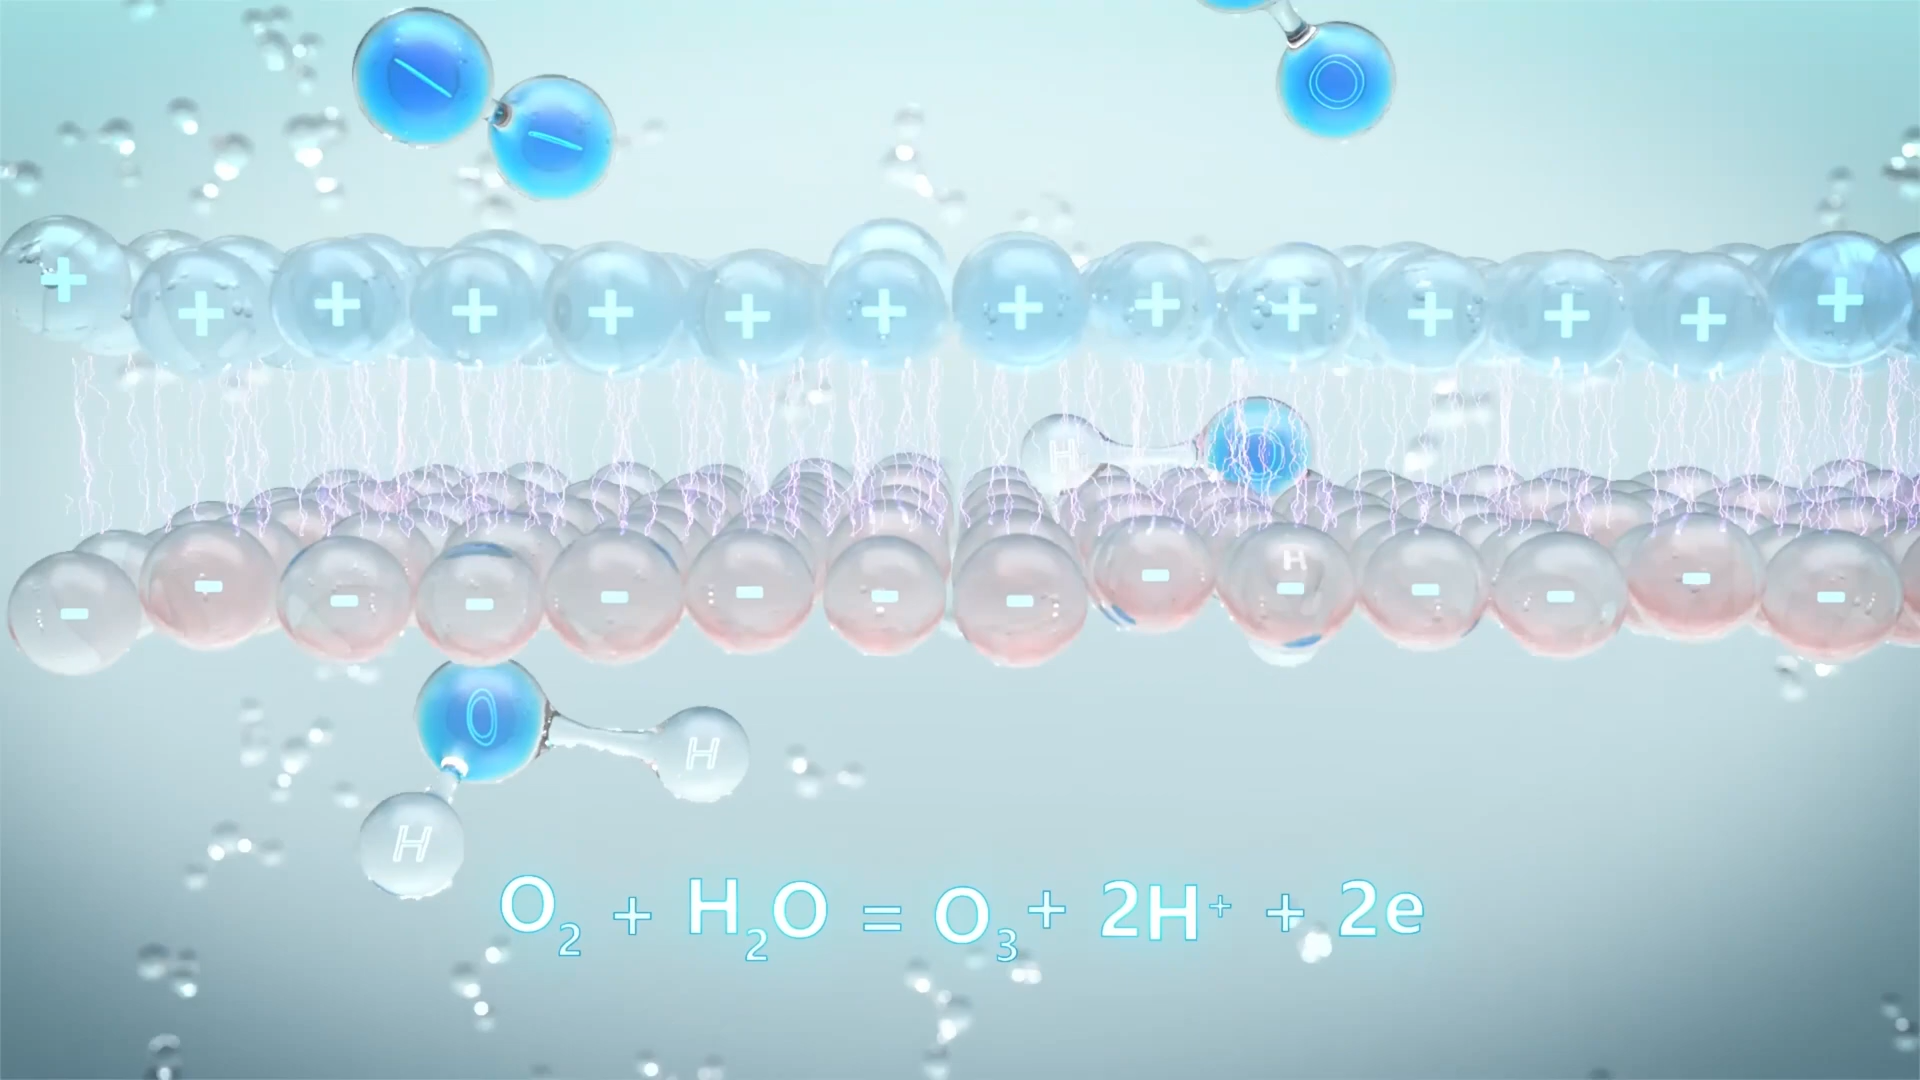 + + + + + + + + + + + + + +
H O
- - - - - - - - - - - - - -
H
O H
H
O₂ + H₂O = O₃ + 2H⁺ + 2e